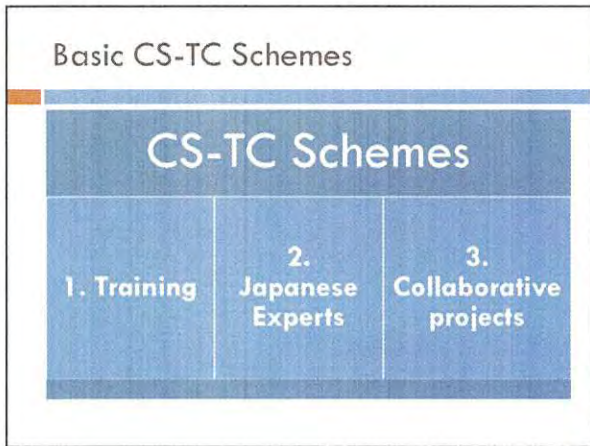 Basic CS-TC Schemes
CS-TC Schemes
1. Training
2.
Japanese
Experts
3.
Collaborative
projects